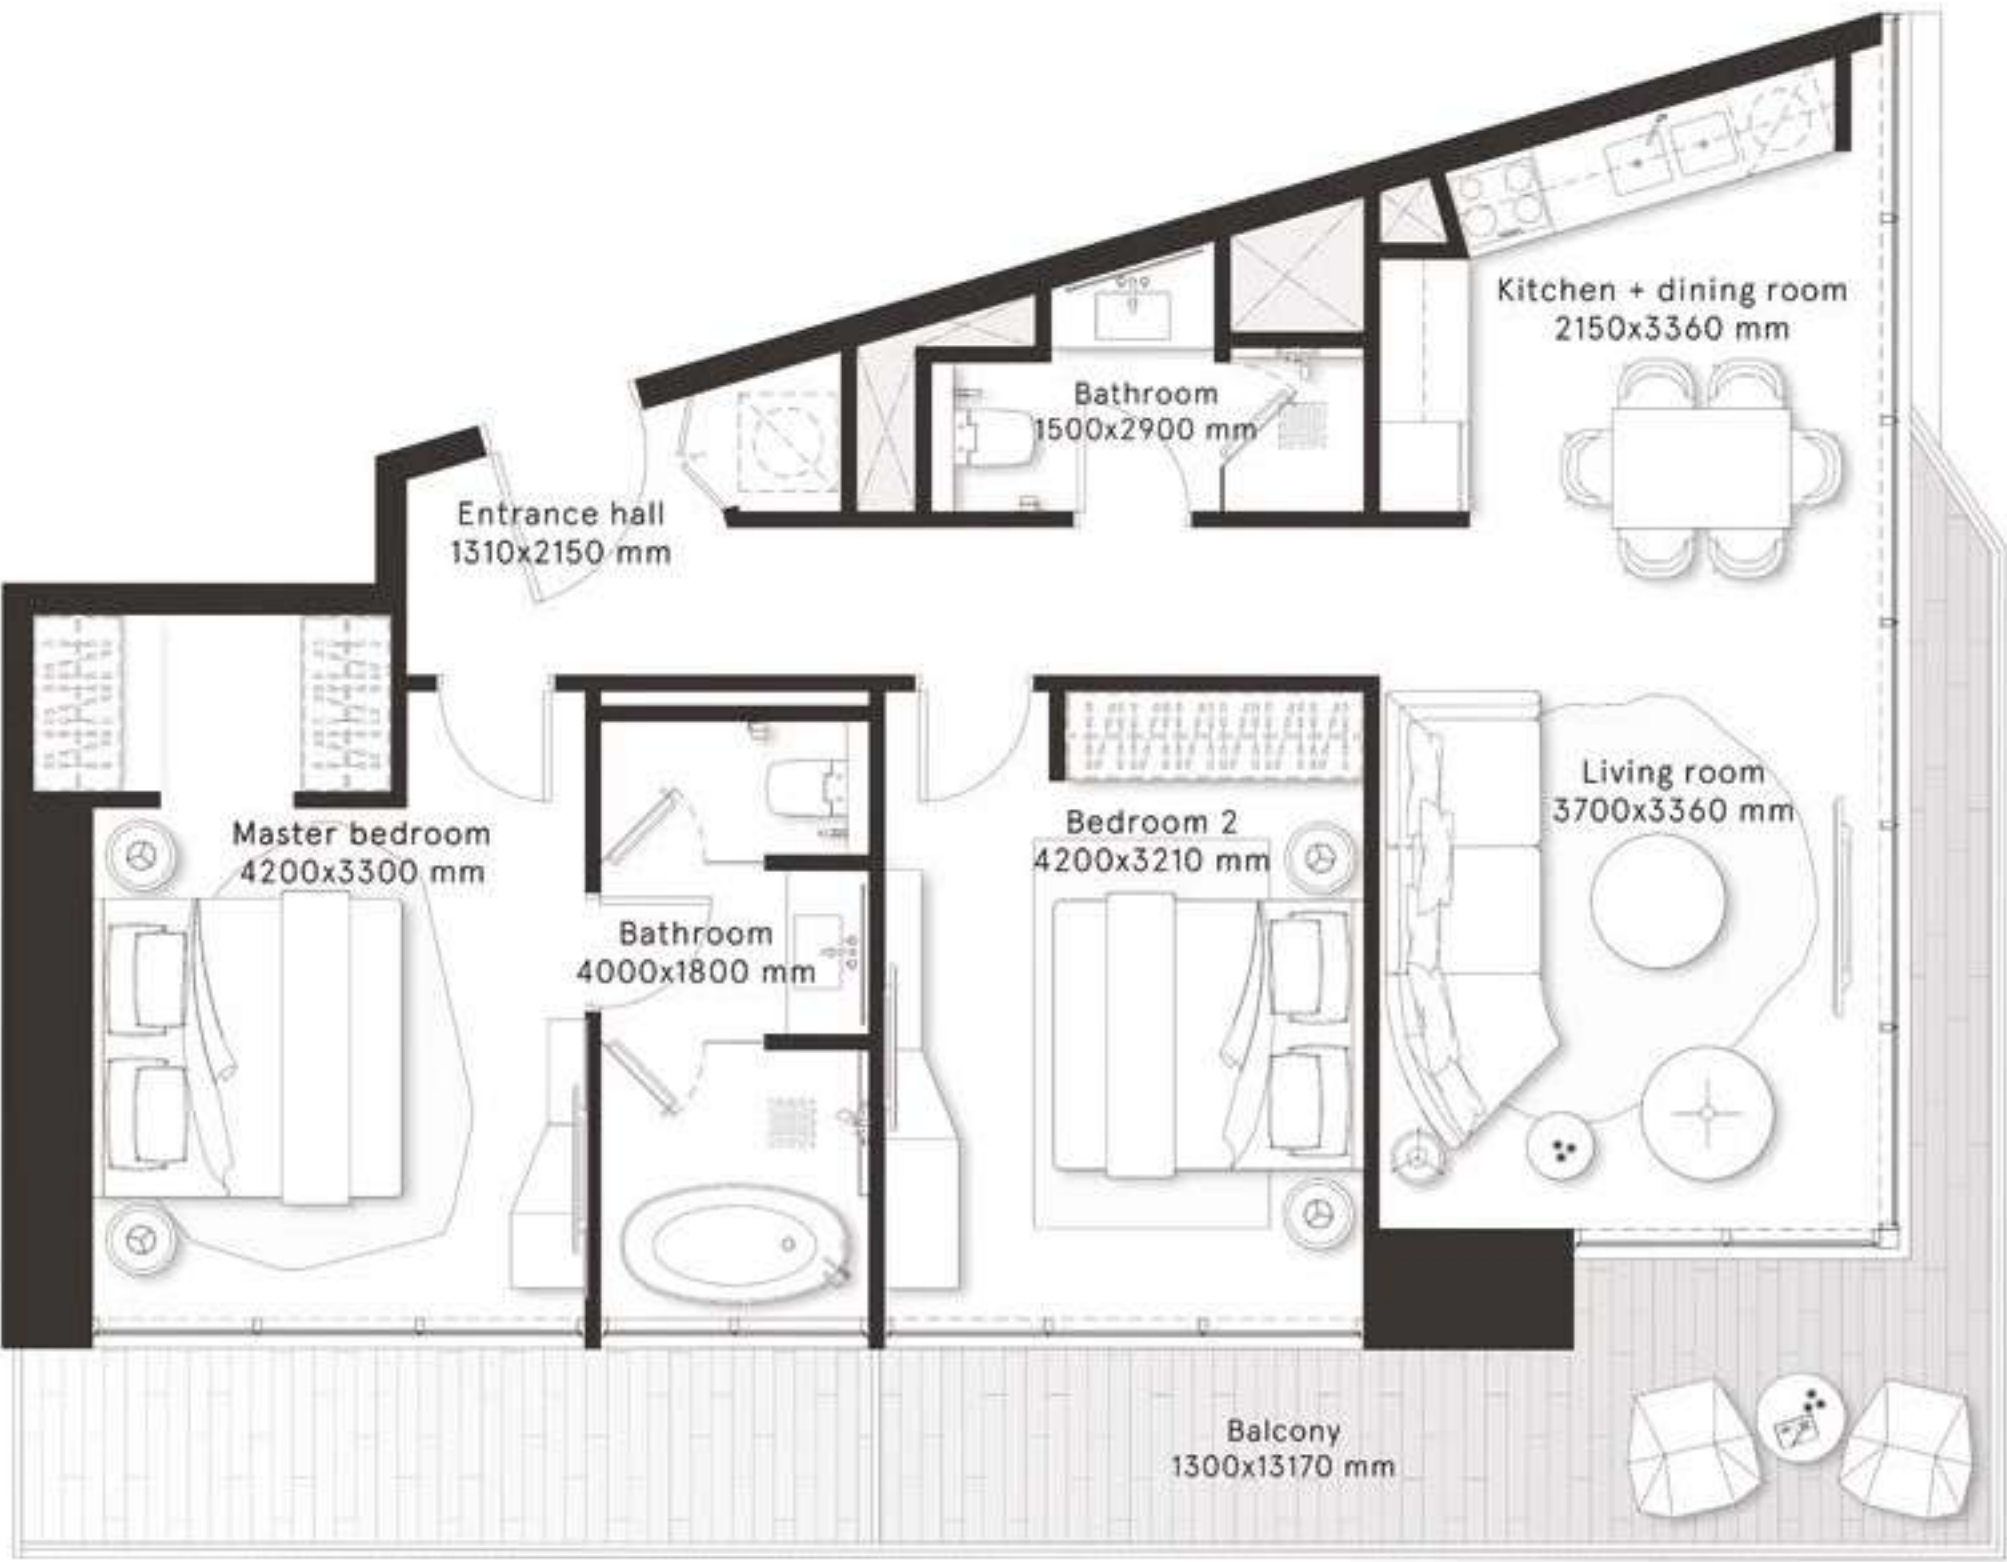 Kitchen + dining room
2150x3360 mm
Bathroom
1500x2900 mm
Entrance hall
1310x2150 mm
Living room
3700x3360 mm
Master bedroom
4200x3300 mm
Bedroom 2
4200x3210 mm
Bathroom
4000x1800 mm
Balcony
1300x13170 mm